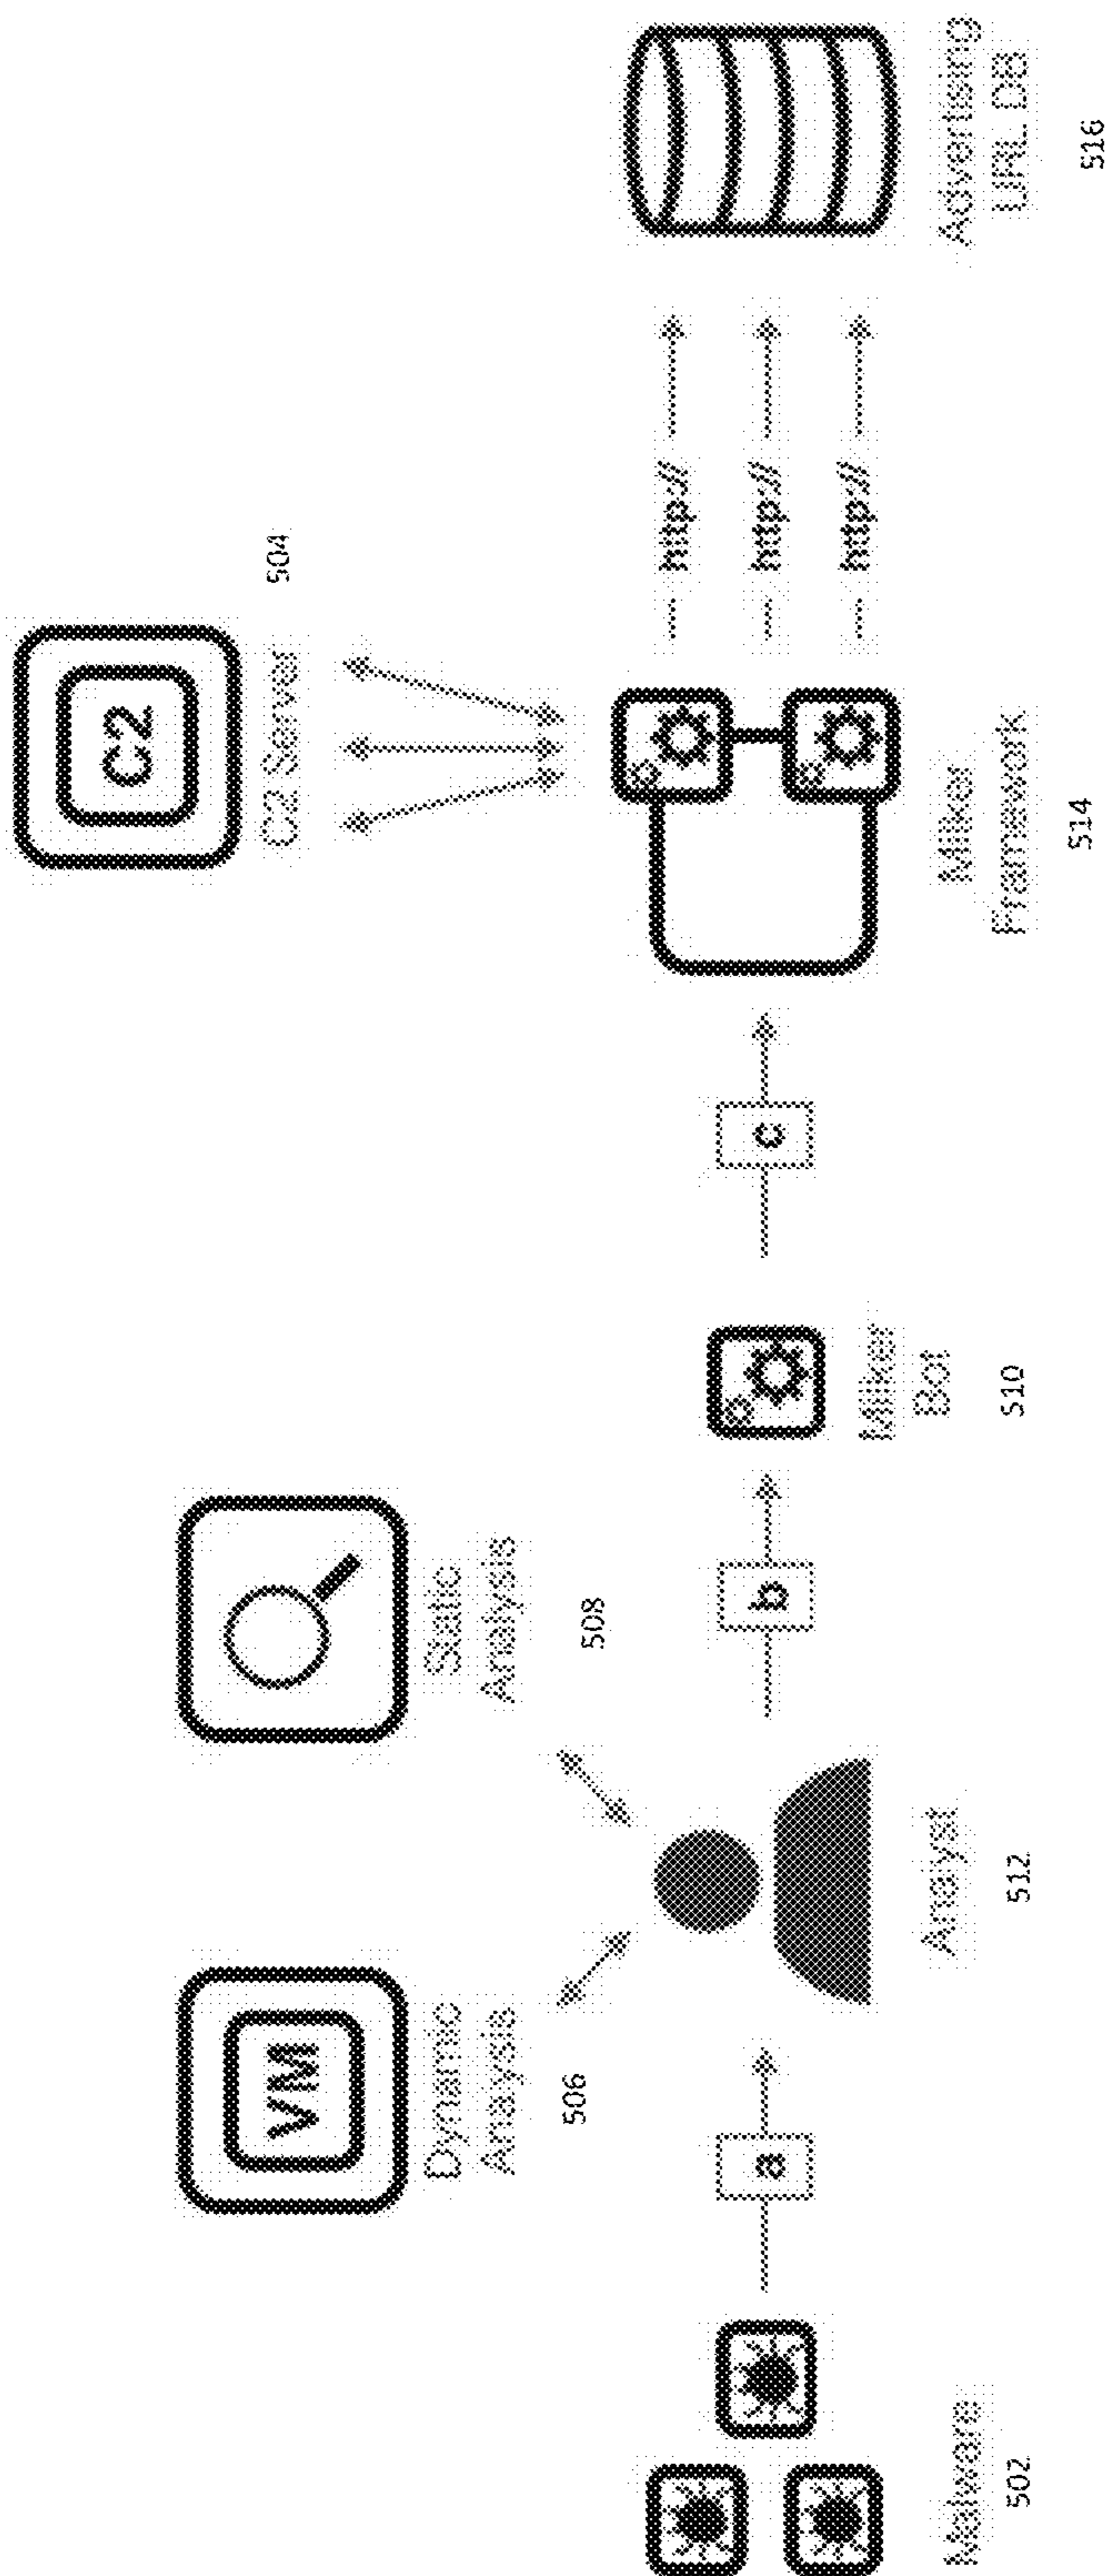 C2
C2 Server
504
VM
Dynamic
Analysis
506
Static
Analysis
508
Malware
502
a
Analyst
512
b
Milker
Bot
510
c
Milker
Framework
514
http://
http://
http://
Advertising
URL DB
516